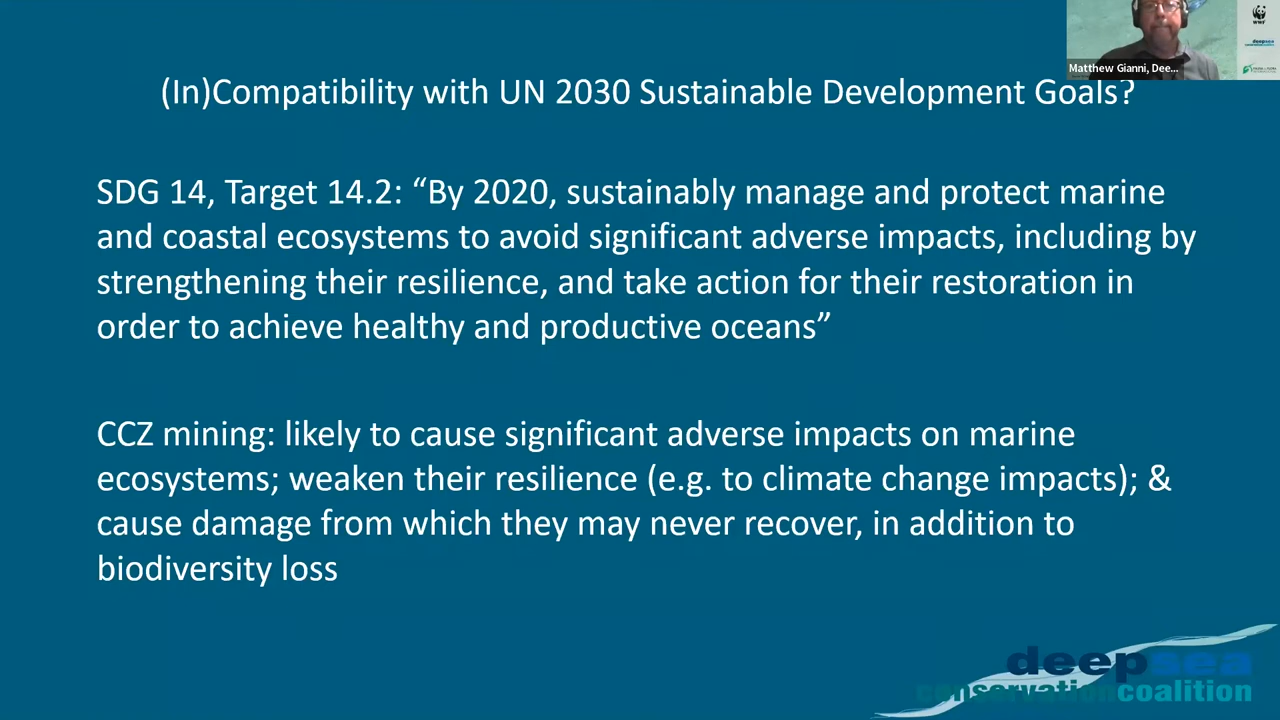 WWF
deepsea
conservationcoalition
Matthew Gianni, Dee...
(In)Compatibility with UN 2030 Sustainable Development Goals?
SDG 14, Target 14.2: “By 2020, sustainably manage and protect marine
and coastal ecosystems to avoid significant adverse impacts, including by
strengthening their resilience, and take action for their restoration in
order to achieve healthy and productive oceans”
CCZ mining: likely to cause significant adverse impacts on marine
ecosystems; weaken their resilience (e.g. to climate change impacts); &
cause damage from which they may never recover, in addition to
biodiversity loss
deepsea
conservationcoalition